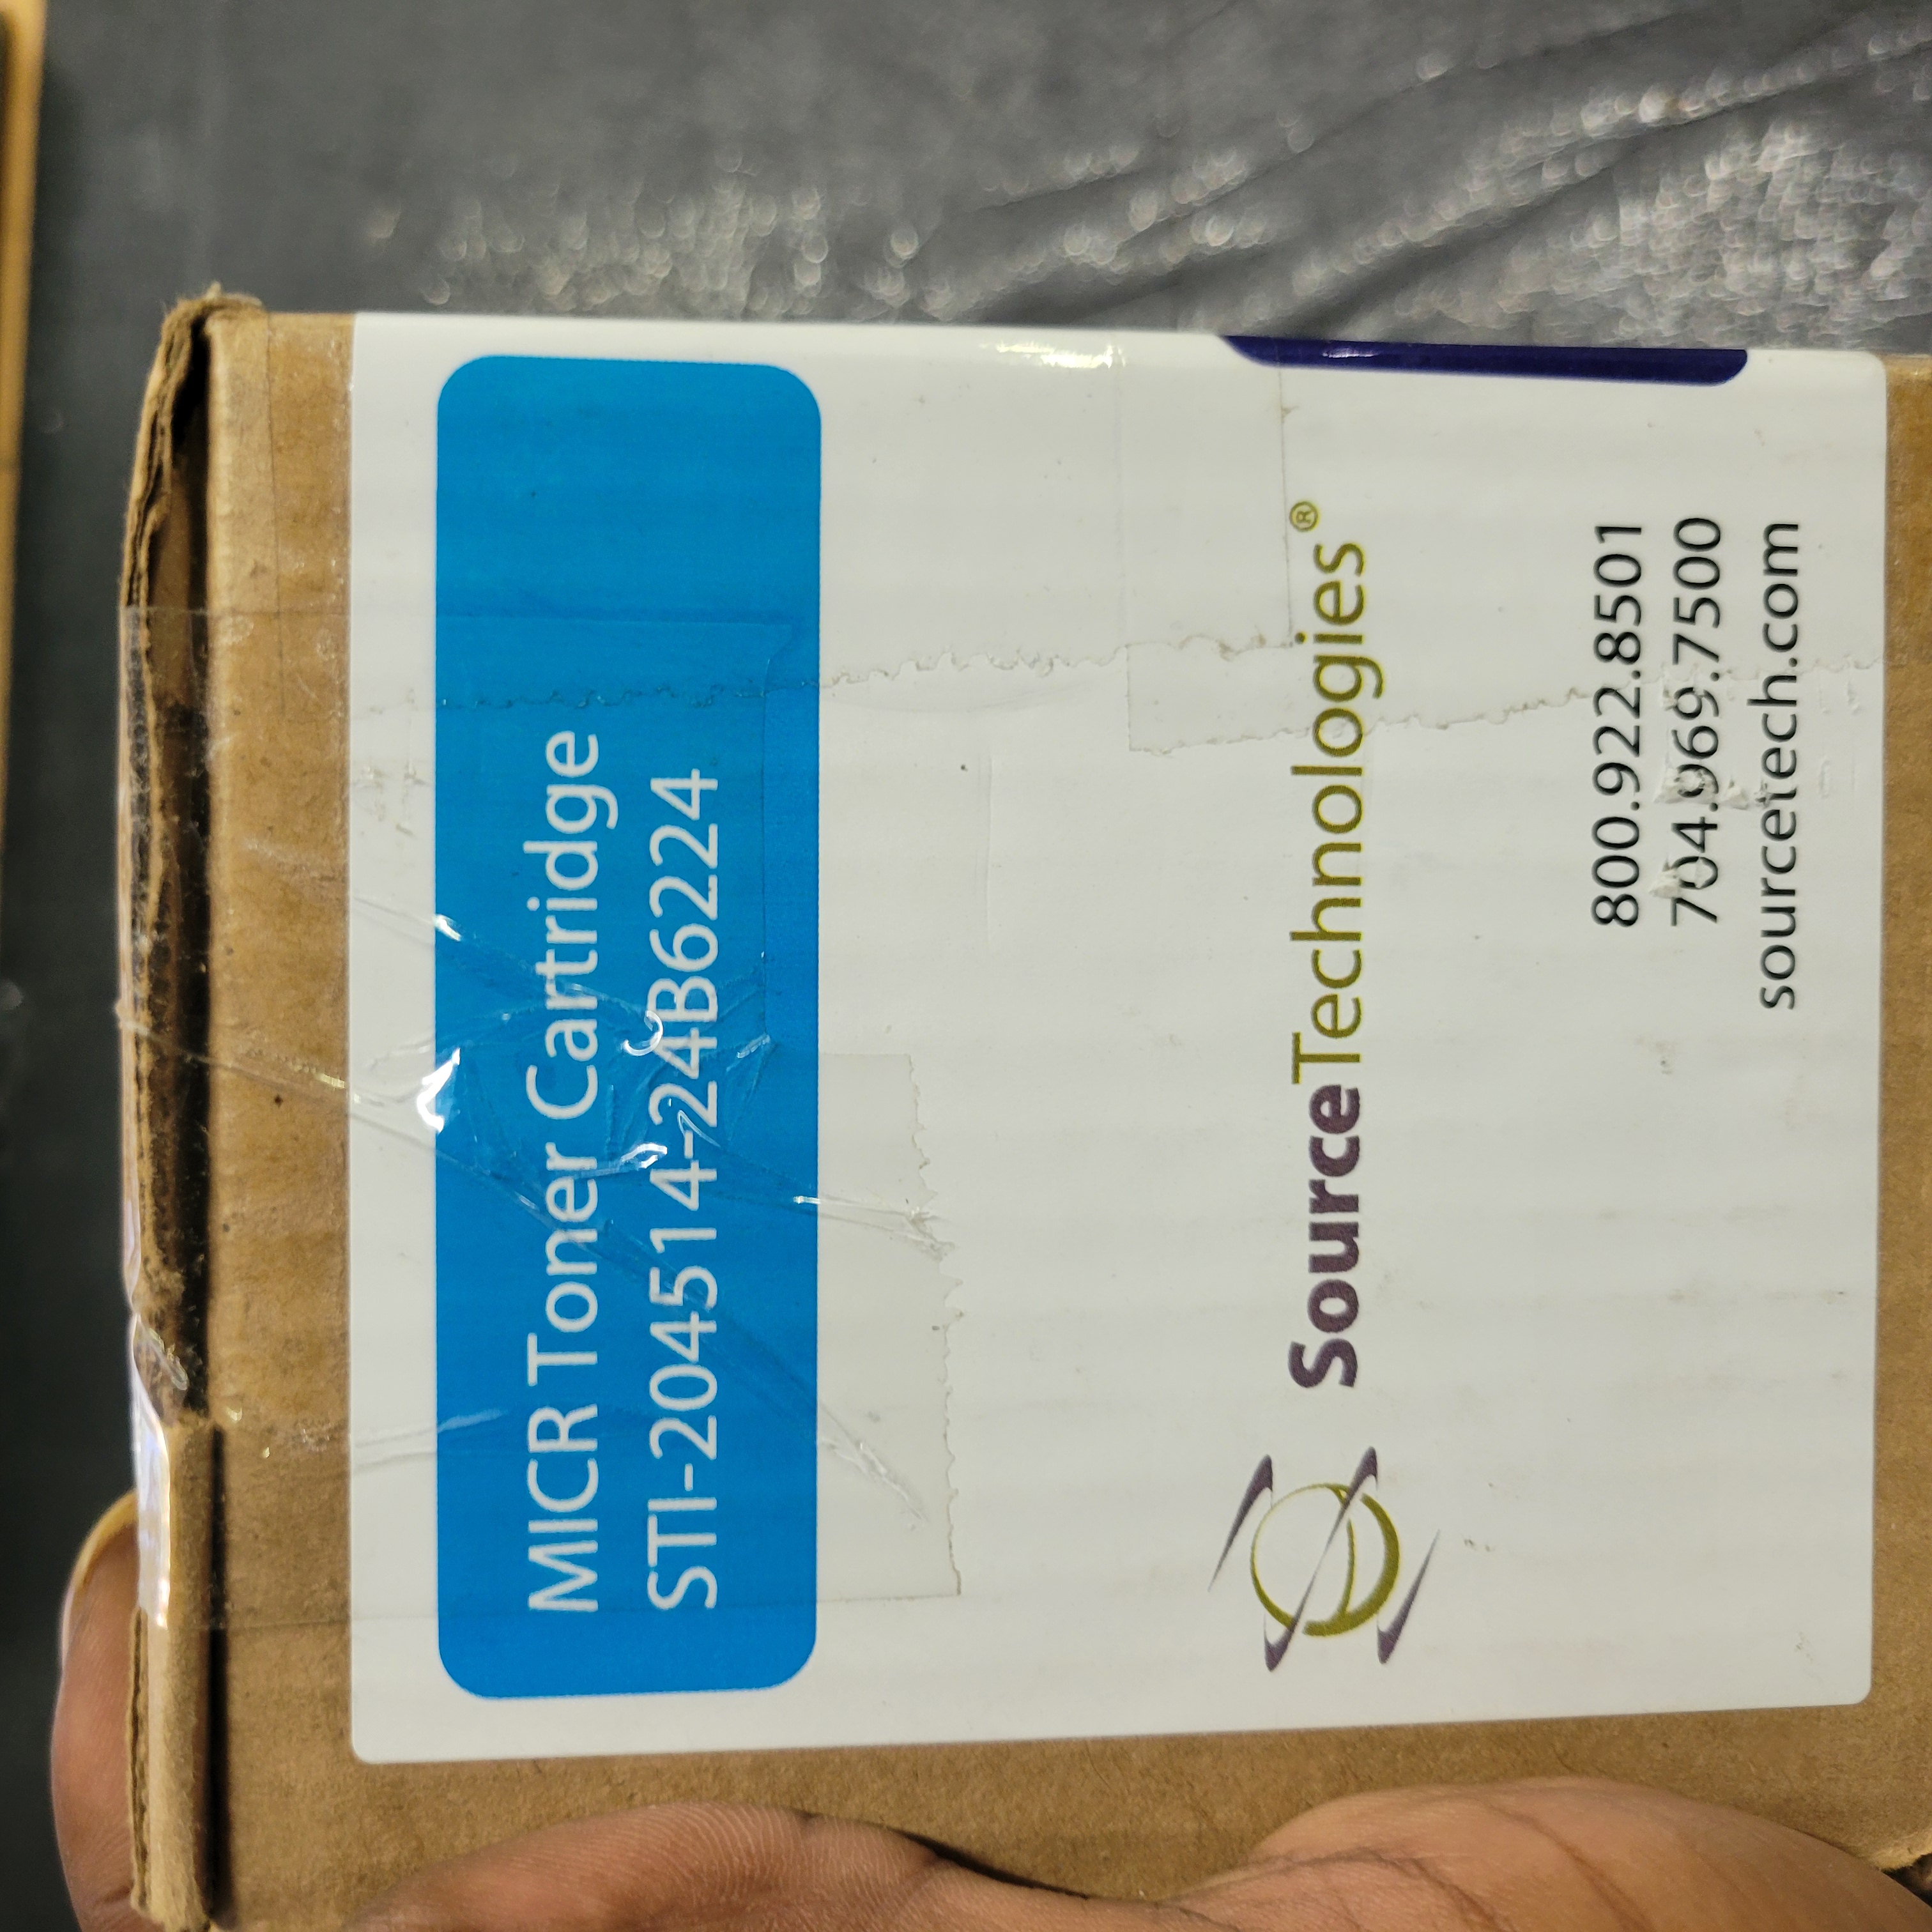 MICR Toner Cartridge
STI-204514-24B6224
SourceTechnologies®
800.922.8501
704.969.7500
sourcetech.com